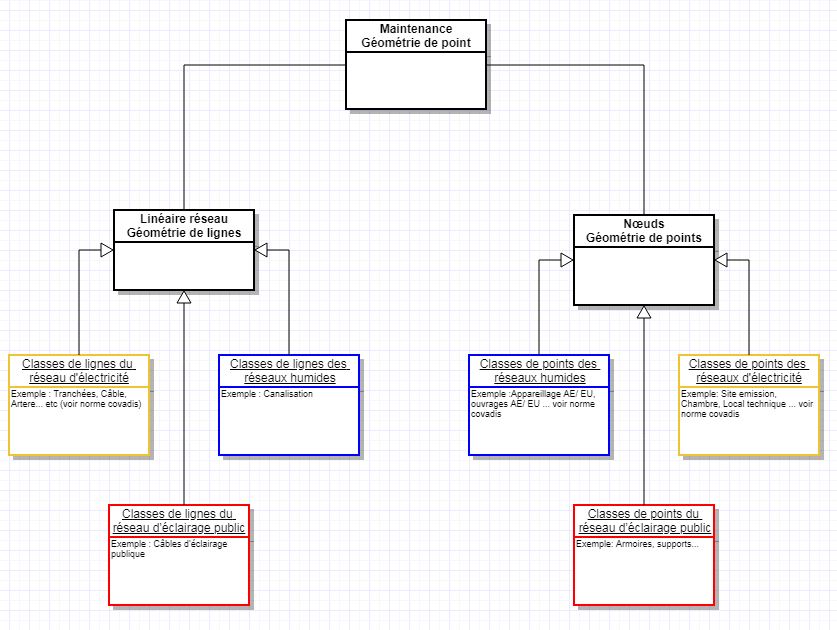 Maintenance
Géométrie de point
Linéaire réseau
Géométrie de lignes
Nœuds
Géométrie de points
Classes de lignes du
réseau d'électricité
Exemple : Tranchées, Câble,
Artere... etc (voir norme covadis)
Classes de lignes des
réseaux humides
Exemple : Canalisation
Classes de points des
réseaux humides
Exemple :Appareillage AE/ EU,
ouvrages AE/ EU ... voir norme
covadis
Classes de points des
réseaux d'électricité
Exemple: Site emission,
Chambre, Local technique ... voir
norme covadis
Classes de lignes du
réseau d'éclairage public
Exemple : Câbles d'éclairage
publique
Classes de points du
réseau d'éclairage public
Exemple: Armoires, supports...